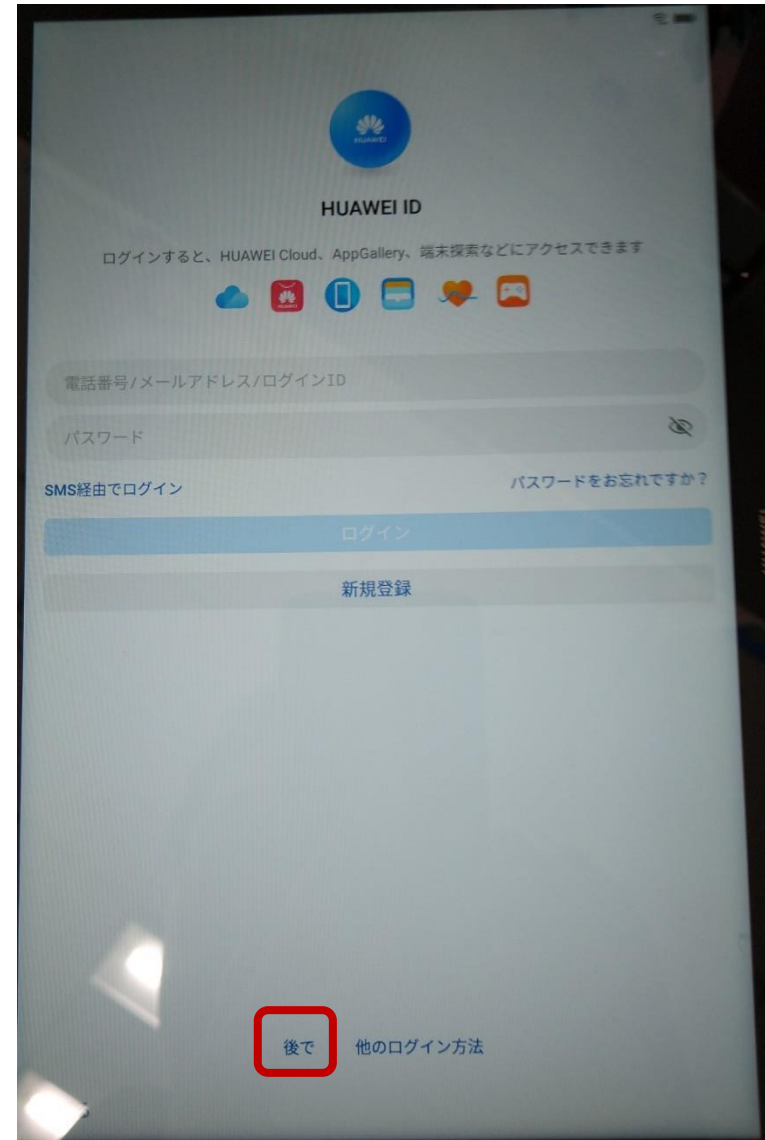 HUAWEI
HUAWEI ID
ログインすると、HUAWEI Cloud、AppGallery、端末探索などにアクセスできます
HUAWEI
電話番号/メールアドレス/ログインID
パスワード
SMS経由でログイン
パスワードをお忘れですか？
ログイン
新規登録
後で
他のログイン方法